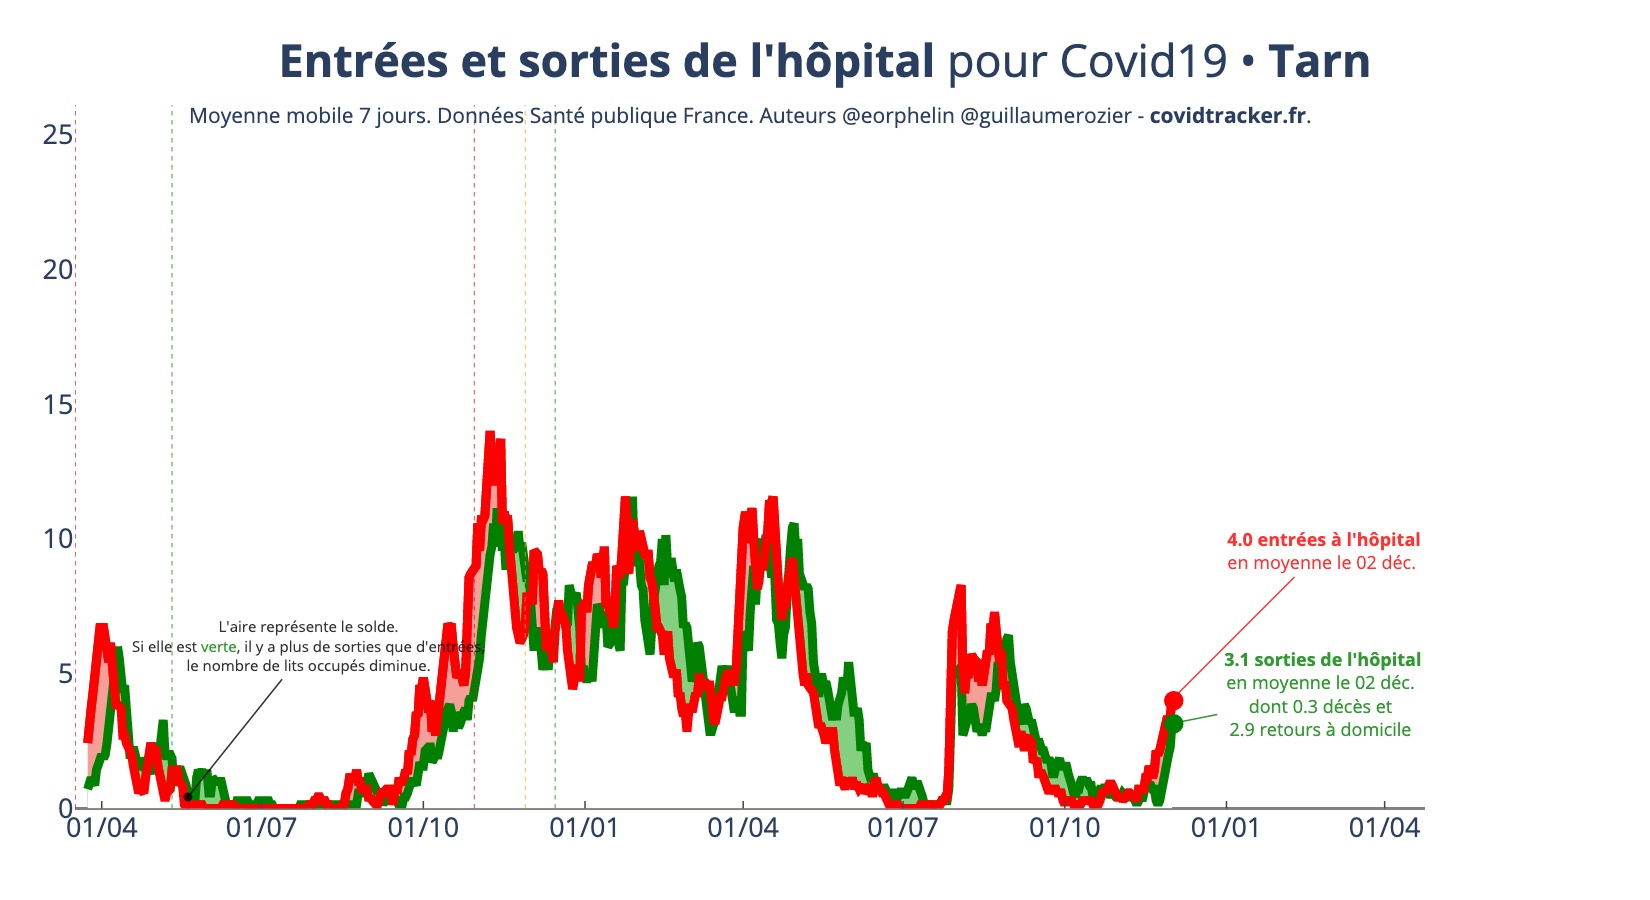 Entrées et sorties de l'hôpital pour Covid19 • Tarn
Moyenne mobile 7 jours. Données Santé publique France. Auteurs @eorphelin @guillaumerozier - covidtracker.fr.
25
20
15
10
5
0
L'aire représente le solde.
Si elle est verte, il y a plus de sorties que d'entrées,
le nombre de lits occupés diminue.
4.0 entrées à l'hôpital
en moyenne le 02 déc.
3.1 sorties de l'hôpital
en moyenne le 02 déc.
dont 0.3 décès et
2.9 retours à domicile
01/04 01/07 01/10 01/01 01/04 01/07 01/10 01/01 01/04